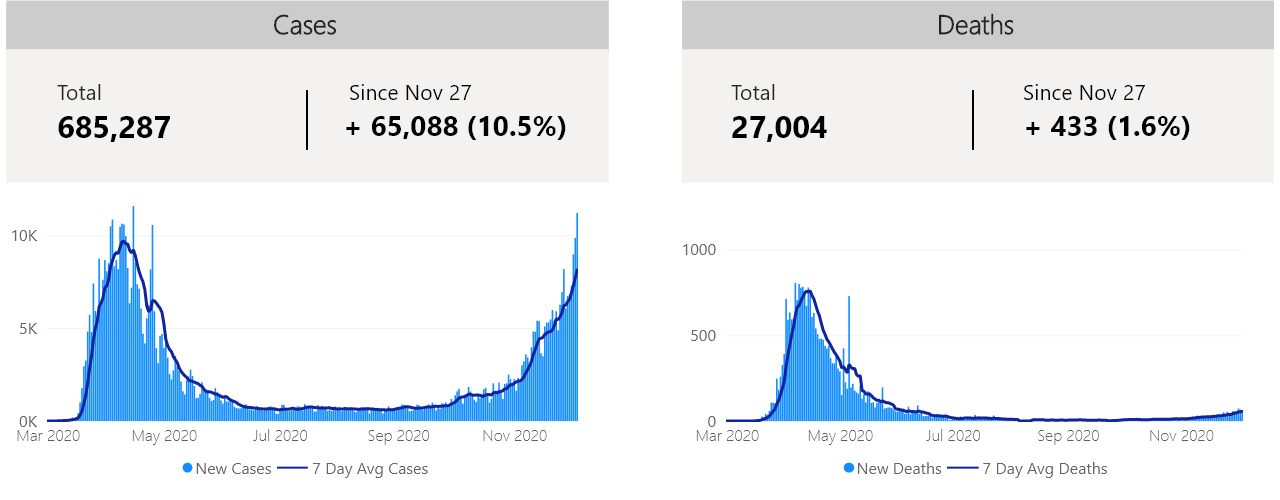 Cases
Total
685,287
Since Nov 27
+ 65,088 (10.5%)
10K
5K
0K
Mar 2020
May 2020
Jul 2020
Sep 2020
Nov 2020
New Cases
7 Day Avg Cases
Deaths
Total
27,004
Since Nov 27
+ 433 (1.6%)
1000
500
0
Mar 2020
May 2020
Jul 2020
Sep 2020
Nov 2020
New Deaths
7 Day Avg Deaths